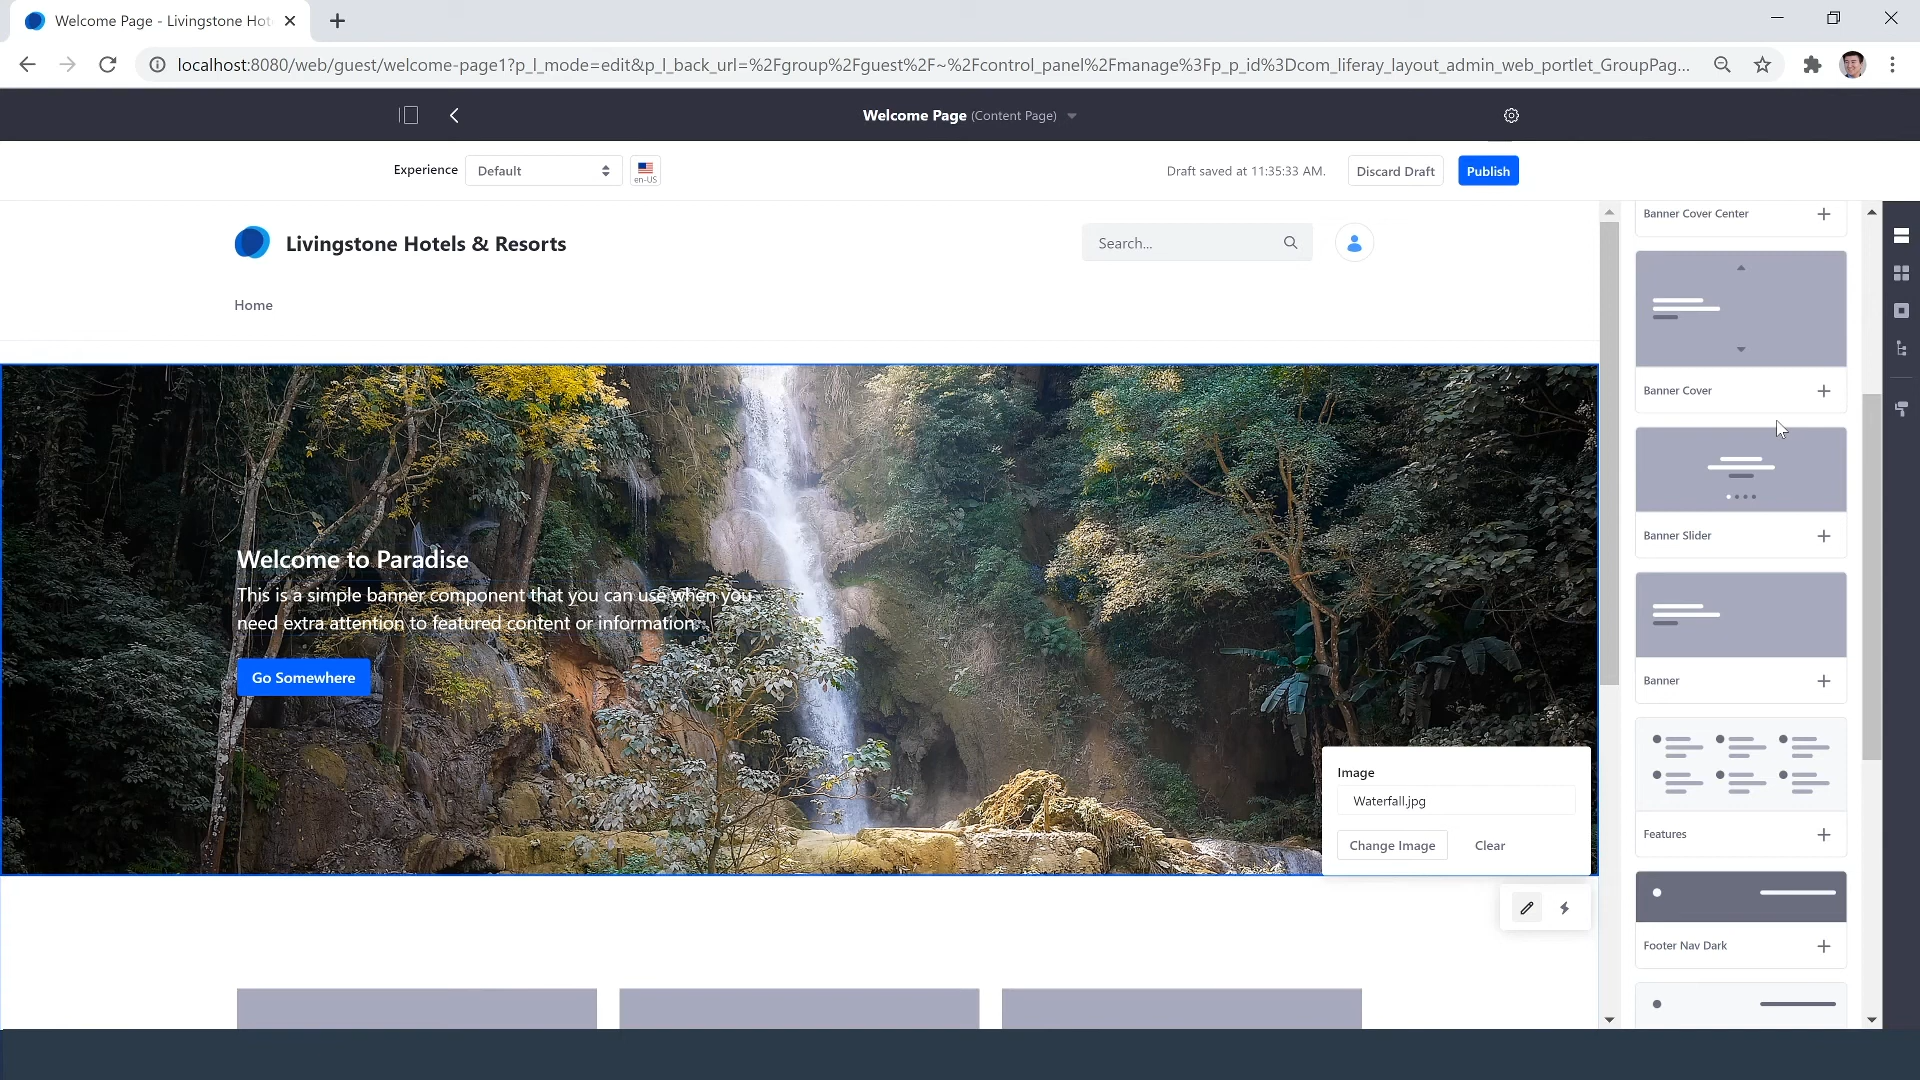 Welcome Page - Livingstone Hot
localhost:8080/web/guest/welcome-page1?p_l_mode=edit&p_l_back_url=%2Fgroup%2Fguest%2F~%2Fcontrol_panel%2Fmanage%3Fp_p_id%3Dcom_liferay_layout_admin_web_portlet_GroupPag...
Welcome Page (Content Page)
Experience
Default
en-US
Draft saved at 11:35:33 AM.
Discard Draft
Publish
Livingstone Hotels & Resorts
Search...
Home
Welcome to Paradise
This is a simple banner component that you can use when you
need extra attention to featured content or information.
Go Somewhere
Image
Waterfall.jpg
Change Image
Clear
Banner Cover Center
Banner Cover
Banner Slider
Banner
Features
Footer Nav Dark